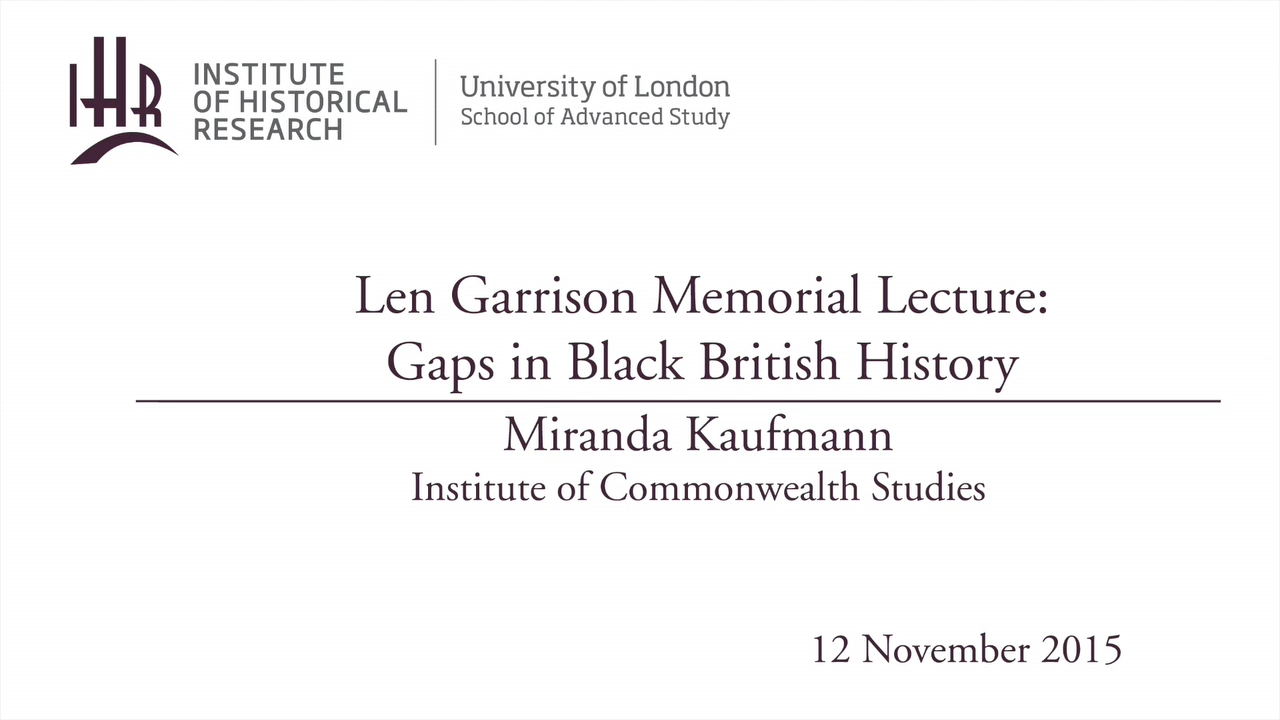 IHR
INSTITUTE
OF HISTORICAL
RESEARCH
University of London
School of Advanced Study
Len Garrison Memorial Lecture:
Gaps in Black British History
Miranda Kaufmann
Institute of Commonwealth Studies
12 November 2015